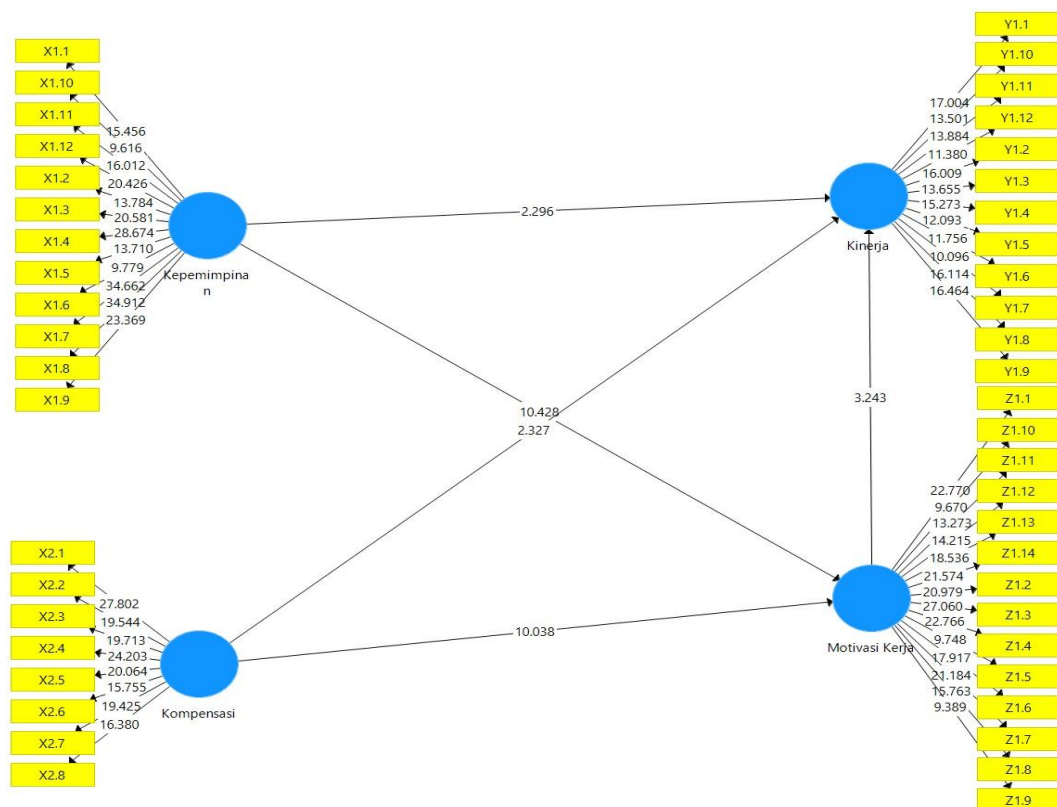 X1.1
X1.10
X1.11
X1.12
X1.2
X1.3
X1.4
X1.5
X1.6
X1.7
X1.8
X1.9
15.456
9.616
16.012
20.426
13.784
20.581
28.674
13.710
9.779
34.662
34.912
23.369
Kepemimpina
n
2.296
10.428
2.327
Kinerja
17.004
13.501
13.884
11.380
16.009
13.655
15.273
12.093
11.756
10.096
16.114
16.464
Y1.1
Y1.10
Y1.11
Y1.12
Y1.2
Y1.3
Y1.4
Y1.5
Y1.6
Y1.7
Y1.8
Y1.9
3.243
X2.1
X2.2
X2.3
X2.4
X2.5
X2.6
X2.7
X2.8
27.802
19.544
19.713
24.203
20.064
15.755
19.425
16.380
Kompensasi
10.038
Motivasi Kerja
22.770
9.670
13.273
14.215
18.536
21.574
20.979
27.060
22.766
9.748
17.917
21.184
15.763
9.389
Z1.1
Z1.10
Z1.11
Z1.12
Z1.13
Z1.14
Z1.2
Z1.3
Z1.4
Z1.5
Z1.6
Z1.7
Z1.8
Z1.9